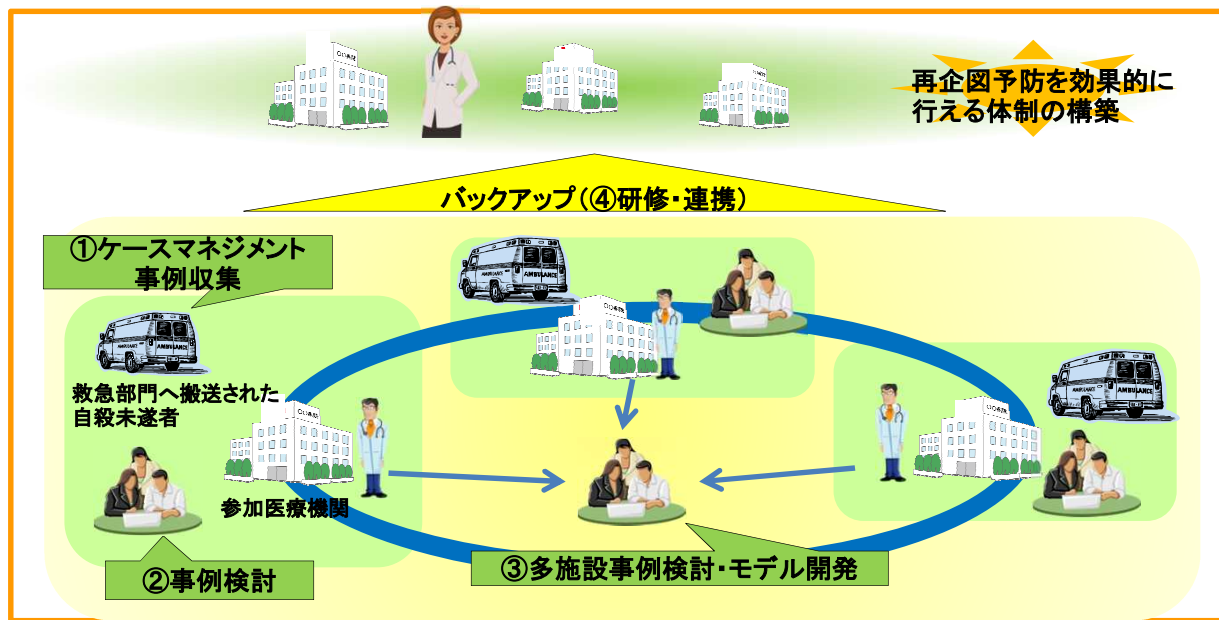 再企図予防を効果的に
行える体制の構築
バックアップ（④研修・連携）
①ケースマネジメント
事例収集
AMBULANCE
AMBULANCE
救急部門へ搬送された
自殺未遂者
参加医療機関
②事例検討
③多施設事例検討・モデル開発